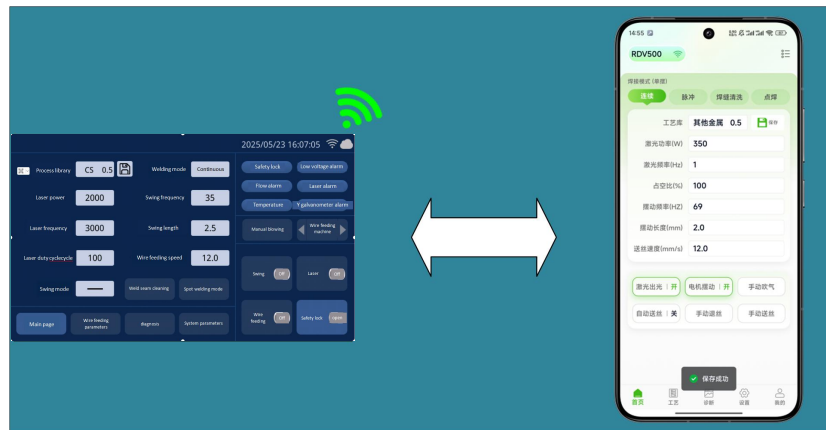 2025/05/23 16:07:05
Process library CS 0.5 Welding mode Continuous
Safety lock Low voltage alarm
Flow alarm Laser alarm
Laser power 2000 Swing frequency 35
Temperature Y galvanometer alarm
Laser frequency 3000 Swing length 2.5
Manual blowing Wire feeding machine
Laser duty cyclecycle 100 Wire feeding speed 12.0
Swing Off Laser Off
Swing mode Weld seam cleaning Spot welding mode
Wire feeding Off Safety lock open
Main page Wire feeding parameters diagnosis System parameters
14:55
RDV500
焊接模式 (单摆)
连续 脉冲 焊缝清洗 点焊
工艺库 其他金属 0.5 保存
激光功率(W) 350
激光频率(Hz) 1
占空比(%) 100
摆动频率(HZ) 69
摆动长度(mm) 2.0
送丝速度(mm/s) 12.0
激光出光 开 电机摆动 开 手动吹气
自动送丝 关 手动退丝 手动送丝
保存成功
首页 工艺 诊断 设置 我的